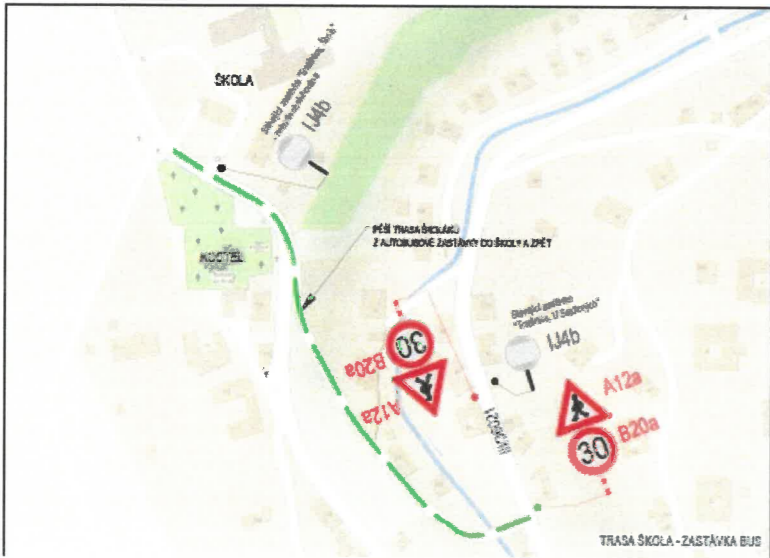 ŠKOLA
IJ4b
KOSTEL
PĚŠÍ TRASA ŠKOLÁKŮ
Z AUTOBUSOVÉ ZASTÁVKY DO ŠKOLY A ZPĚT
IJ4b
30
B20a
A12a
A12a
30
B20a
TRASA ŠKOLA - ZASTÁVKA BUS